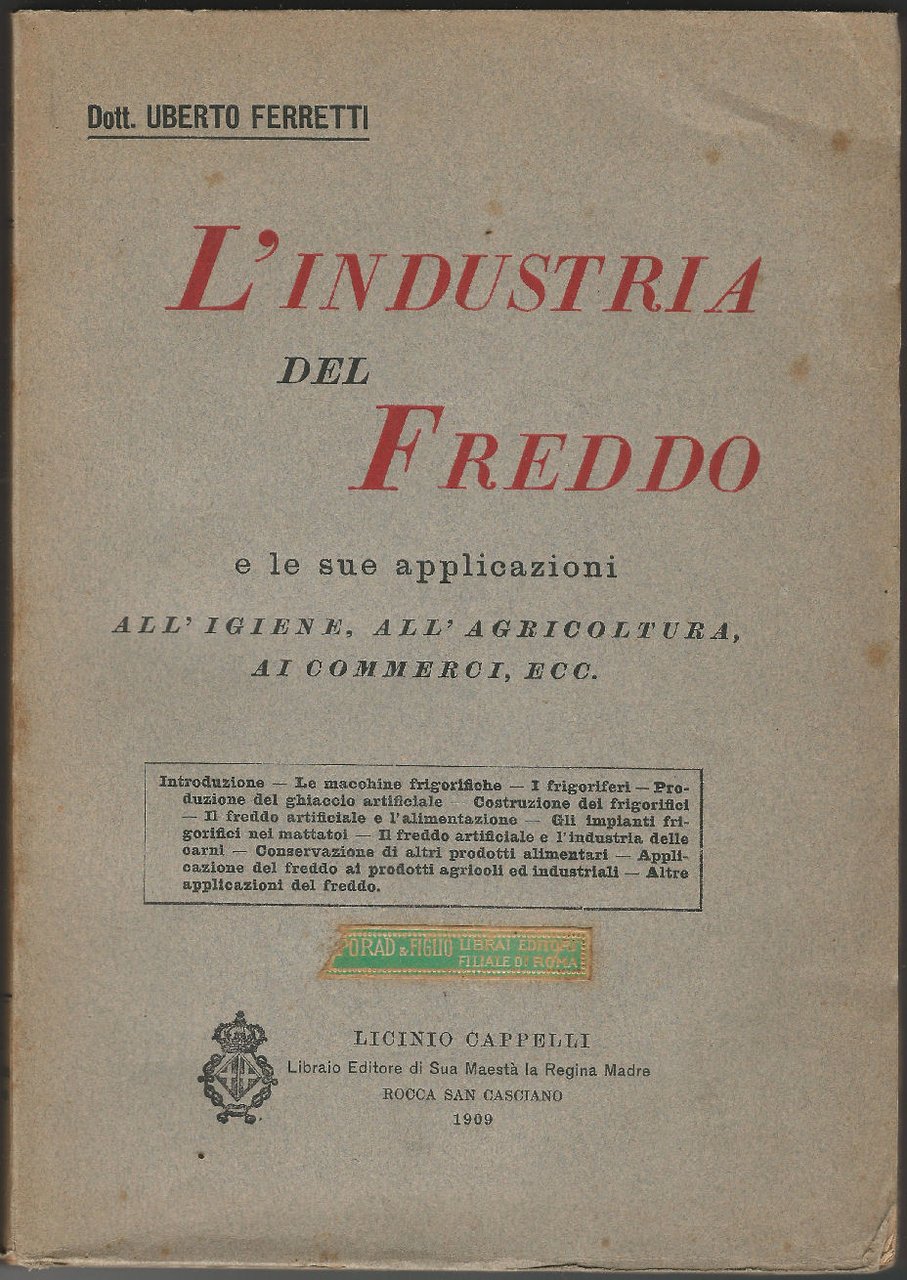 Dott. UBERTO FERRETTI
L'INDUSTRIA
DEL
FREDDO
e le sue applicazioni
ALL' IGIENE, ALL' AGRICOLTURA,
AI COMMERCI, ECC.
Introduzione — Le macchine frigorifiche — I frigoriferi — Pro-
duzione del ghiaccio artificiale — Costruzione dei frigorifici
— Il freddo artificiale e l'alimentazione — Gli impianti fri-
gorifici nei mattatoi — Il freddo artificiale e l'industria delle
carni — Conservazione di altri prodotti alimentari — Appli-
cazione del freddo ai prodotti agricoli ed industriali — Altre
applicazioni del freddo.
PORAD & FIGLIO LIBRAI EDITORI
FILIALE DI ROMA
LICINIO CAPPELLI
Libraio Editore di Sua Maestà la Regina Madre
ROCCA SAN CASCIANO
1909